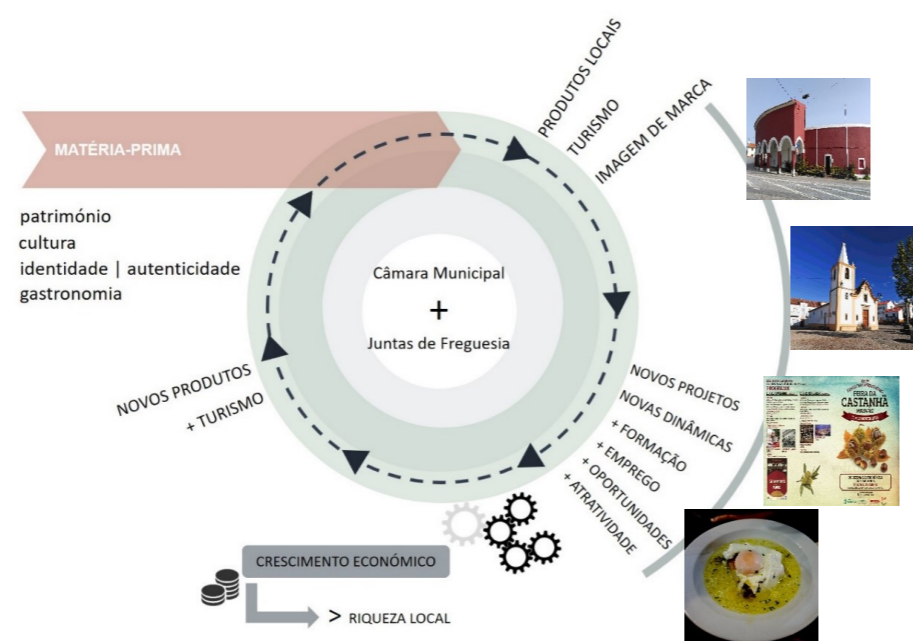 PRODUTOS LOCAIS
TURISMO
IMAGEM DE MARCA
MATÉRIA-PRIMA
património
cultura
identidade | autenticidade
gastronomia
Câmara Municipal
+
Juntas de Freguesia
NOVOS PRODUTOS
+ TURISMO
NOVOS PROJETOS
NOVAS DINÂMICAS
+ FORMAÇÃO
+ EMPREGO
+ OPORTUNIDADES
+ ATRATIVIDADE
FEIRA DA
CASTANHA
CRESCIMENTO ECONÓMICO
> RIQUEZA LOCAL